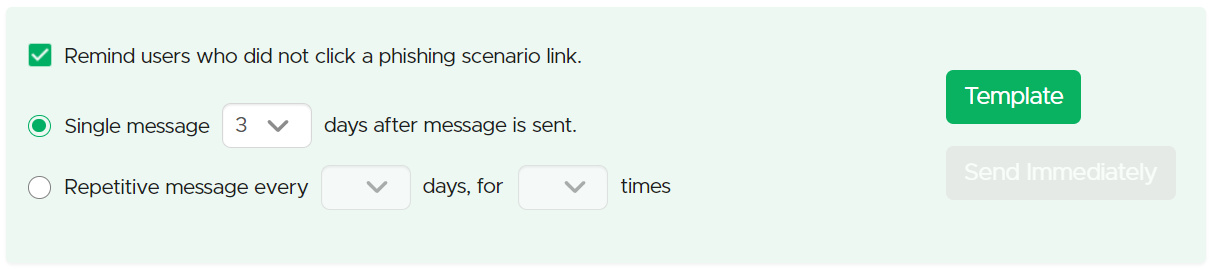 Remind users who did not click a phishing scenario link.
Template
Single message 3 days after message is sent.
Send Immediately
Repetitive message every days, for times